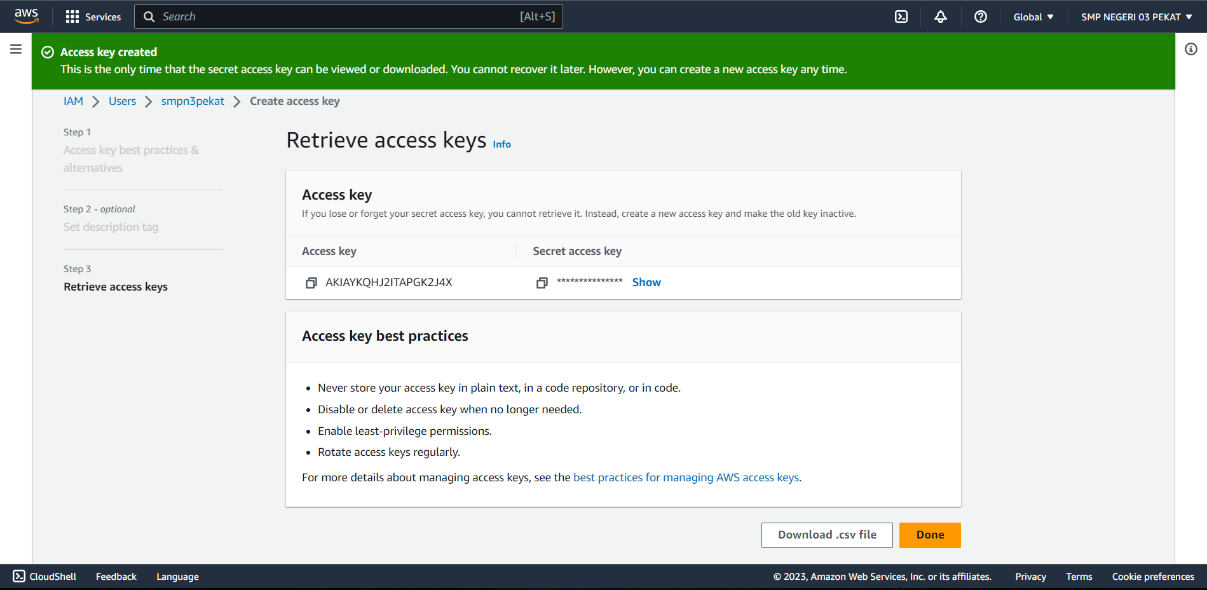 aws
Services
Search
[Alt+S]
Global
SMP NEGERI 03 PEKAT
Access key created
This is the only time that the secret access key can be viewed or downloaded. You cannot recover it later. However, you can create a new access key any time.
IAM
Users
smpn3pekat
Create access key
Step 1
Access key best practices &
alternatives
Step 2 - optional
Set description tag
Step 3
Retrieve access keys
Retrieve access keys Info
Access key
If you lose or forget your secret access key, you cannot retrieve it. Instead, create a new access key and make the old key inactive.
Access key
Secret access key
AKIAYKQHJ2ITAPGK2J4X
*************** Show
Access key best practices
• Never store your access key in plain text, in a code repository, or in code.
• Disable or delete access key when no longer needed.
• Enable least-privilege permissions.
• Rotate access keys regularly.
For more details about managing access keys, see the best practices for managing AWS access keys.
Download .csv file
Done
CloudShell
Feedback
Language
© 2023, Amazon Web Services, Inc. or its affiliates.
Privacy
Terms
Cookie preferences